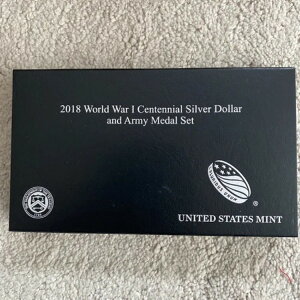 2018 World War I Centennial Silver Dollar
and Army Medal Set
UNITED STATES MINT